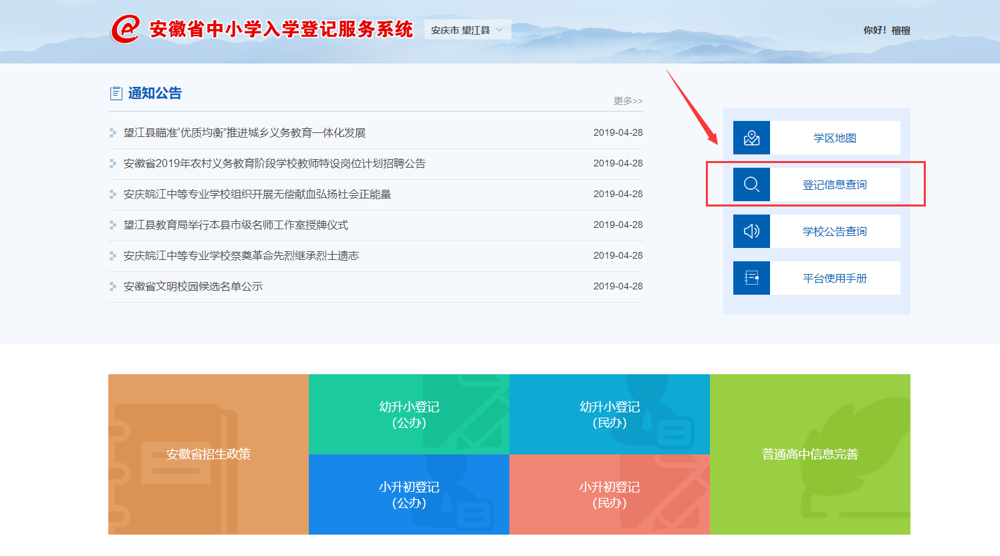 安徽省中小学入学登记服务系统
安庆市 望江县
你好！楦楦
通知公告
更多>>
望江县瞄准“优质均衡”推进城乡义务教育一体化发展 2019-04-28
安徽省2019年农村义务教育阶段学校教师特设岗位计划招聘公告 2019-04-28
安庆皖江中等专业学校组织开展无偿献血弘扬社会正能量 2019-04-28
望江县教育局举行本县市级名师工作室授牌仪式 2019-04-28
安庆皖江中等专业学校祭奠革命先烈继承烈士遗志 2019-04-28
安徽省文明校园候选名单公示 2019-04-28
学区地图
登记信息查询
学校公告查询
平台使用手册
安徽省招生政策
幼升小登记
（公办）
幼升小登记
（民办）
小升初登记
（公办）
小升初登记
（民办）
普通高中信息完善